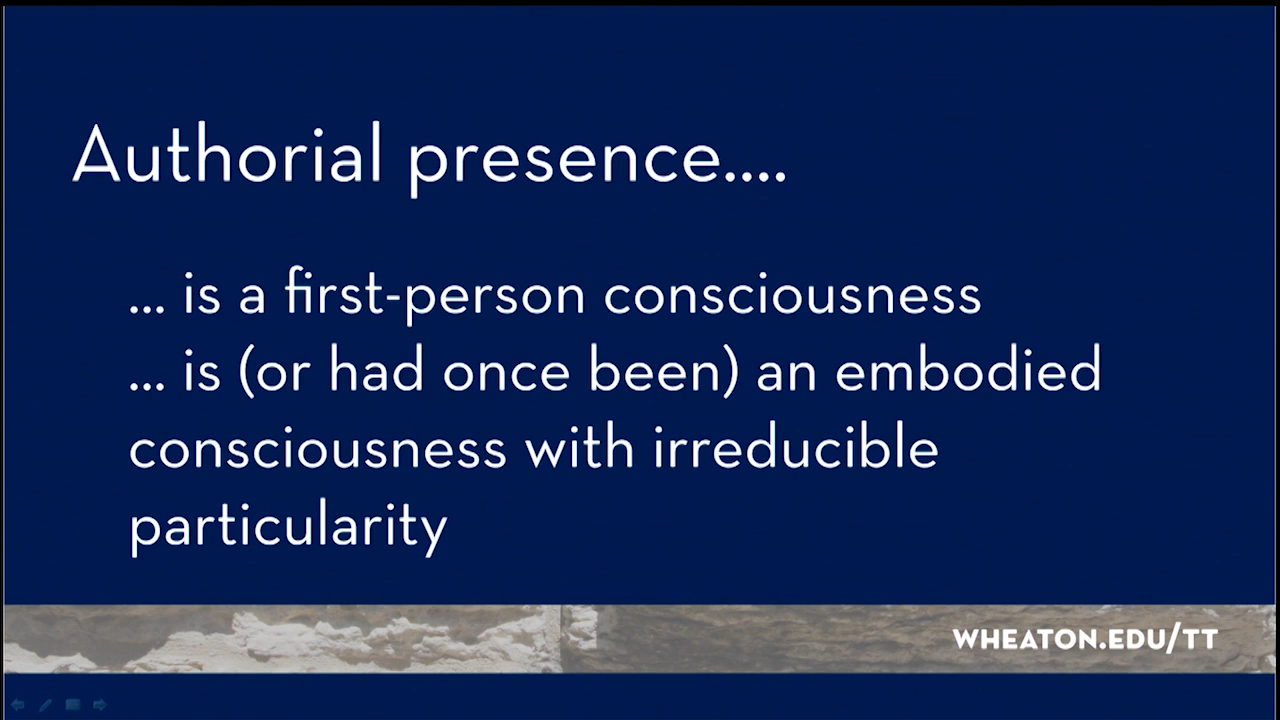 Authorial presence....
... is a first-person consciousness
... is (or had once been) an embodied
consciousness with irreducible
particularity
WHEATON.EDU/TT